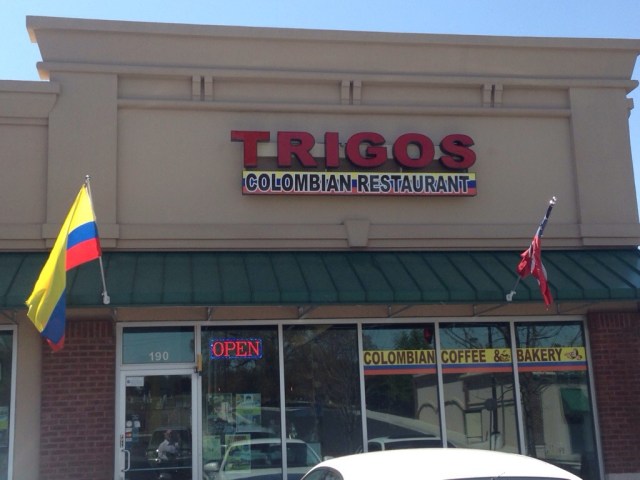 TRIGOS
COLOMBIAN RESTAURANT
190
OPEN
COLOMBIAN COFFEE & BAKERY